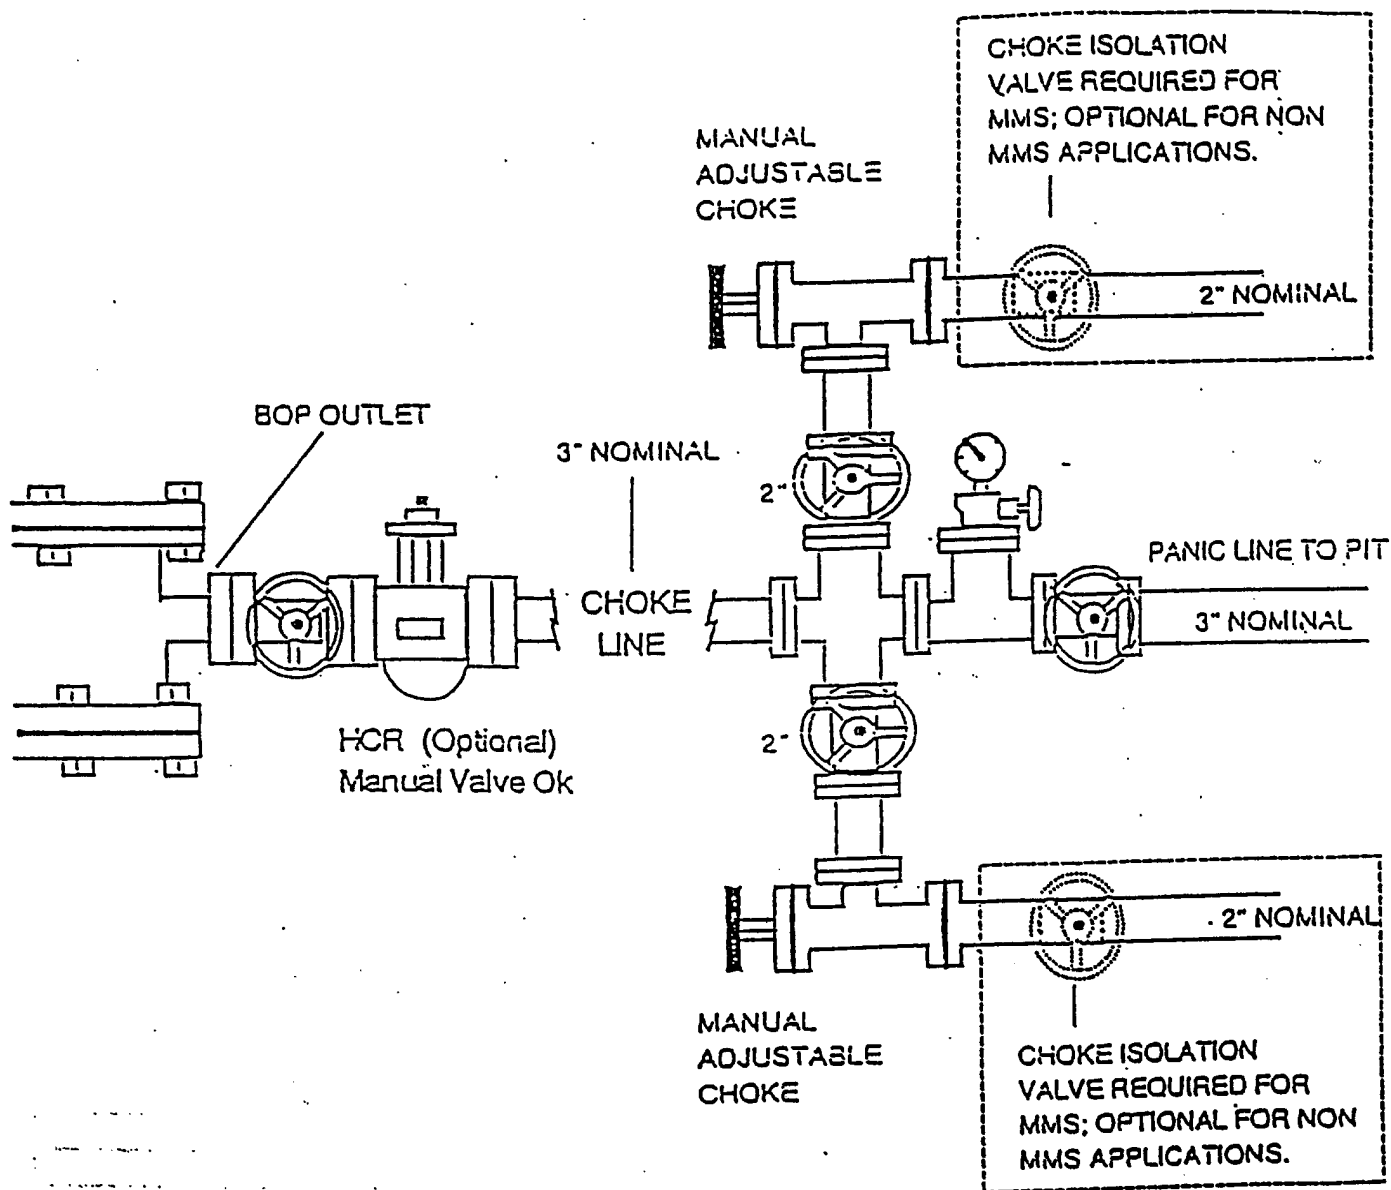 CHOKE ISOLATION
VALVE REQUIRED FOR
MMS; OPTIONAL FOR NON
MMS APPLICATIONS.
MANUAL
ADJUSTABLE
CHOKE
2" NOMINAL
BOP OUTLET
3" NOMINAL
2"
PANIC LINE TO PIT
CHOKE
LINE
3" NOMINAL
HCR (Optional)
Manual Valve Ok
2"
2" NOMINAL
MANUAL
ADJUSTABLE
CHOKE
CHOKE ISOLATION
VALVE REQUIRED FOR
MMS; OPTIONAL FOR NON
MMS APPLICATIONS.